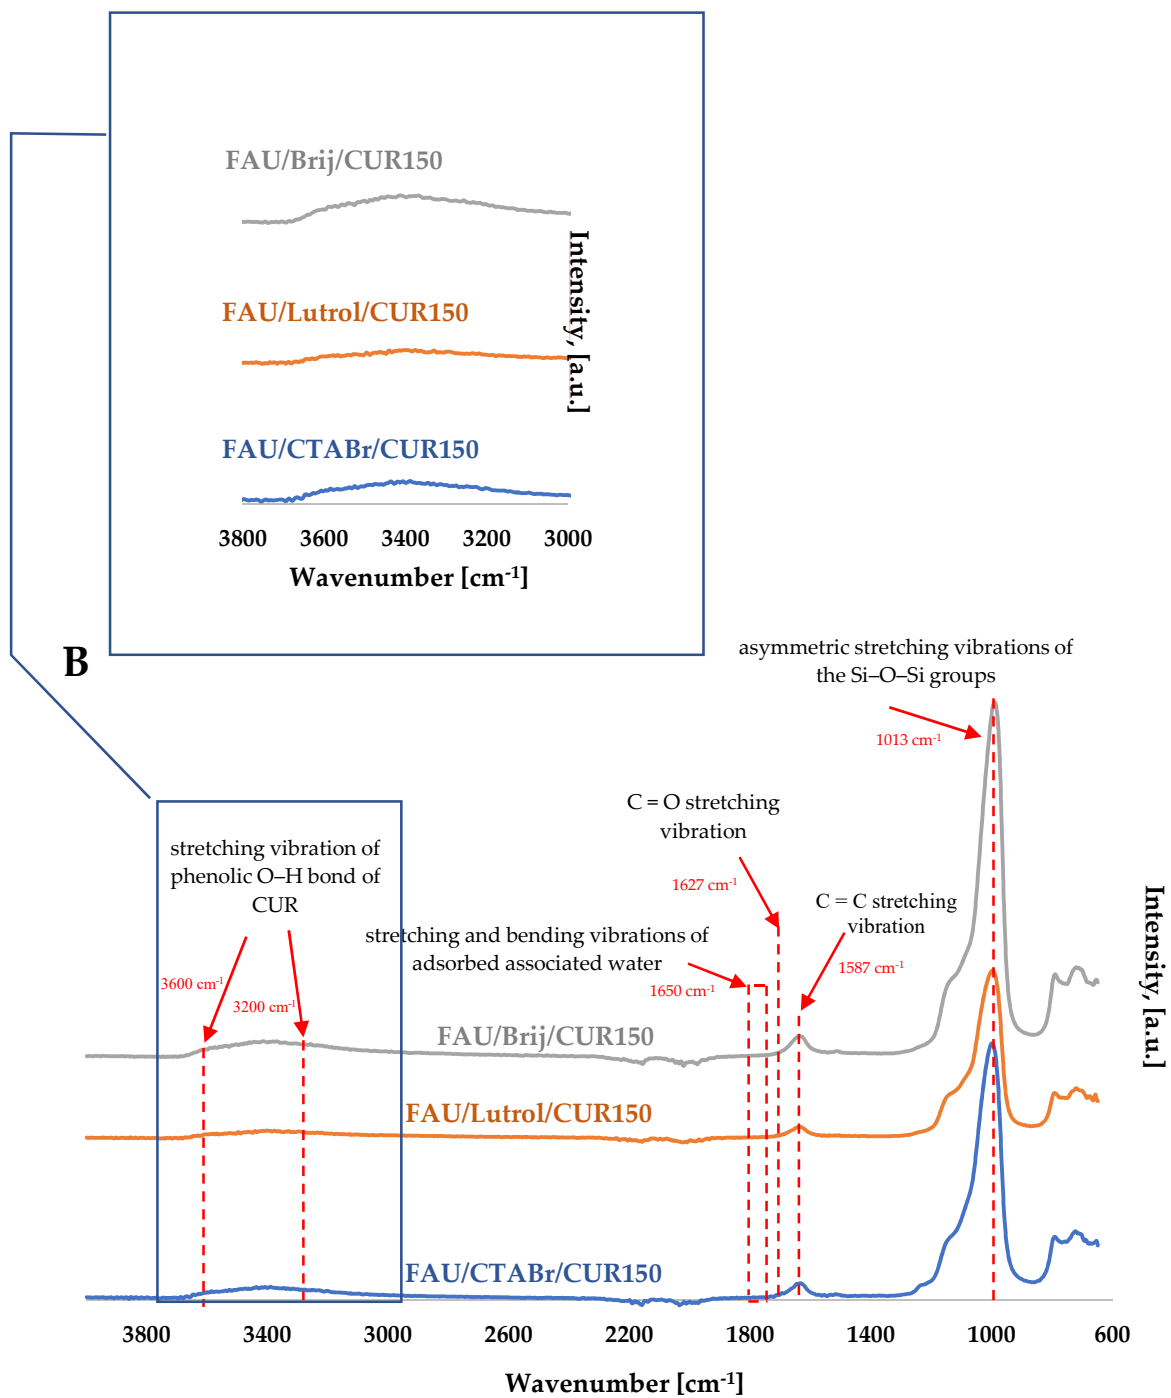 FAU/Brij/CUR150
FAU/Lutrol/CUR150
FAU/CTABr/CUR150
Intensity, [a.u.]
3800 3600 3400 3200 3000
Wavenumber [cm-1]
B
asymmetric stretching vibrations of
the Si–O–Si groups
1013 cm-1
C = O stretching
vibration
1627 cm-1
stretching vibration of
phenolic O–H bond of
CUR
3600 cm-1
3200 cm-1
C = C stretching
vibration
1587 cm-1
stretching and bending vibrations of
adsorbed associated water
1650 cm-1
FAU/Brij/CUR150
FAU/Lutrol/CUR150
FAU/CTABr/CUR150
Intensity, [a.u.]
3800 3400 3000 2600 2200 1800 1400 1000 600
Wavenumber [cm-1]